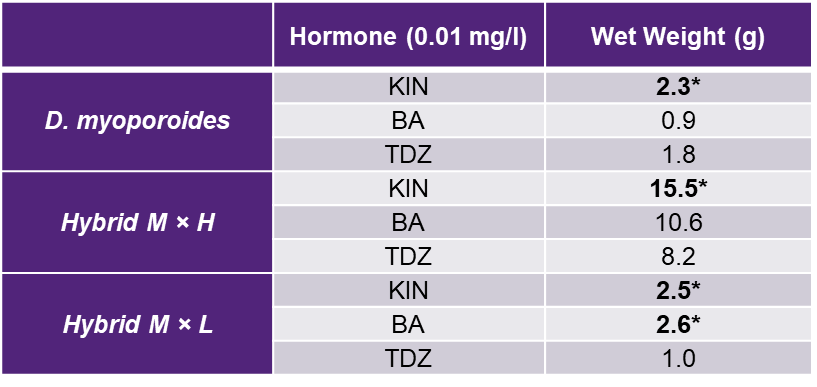 Hormone (0.01 mg/l) Wet Weight (g)
D. myoporoides KIN 2.3*
BA 0.9
TDZ 1.8
Hybrid M × H KIN 15.5*
BA 10.6
TDZ 8.2
Hybrid M × L KIN 2.5*
BA 2.6*
TDZ 1.0